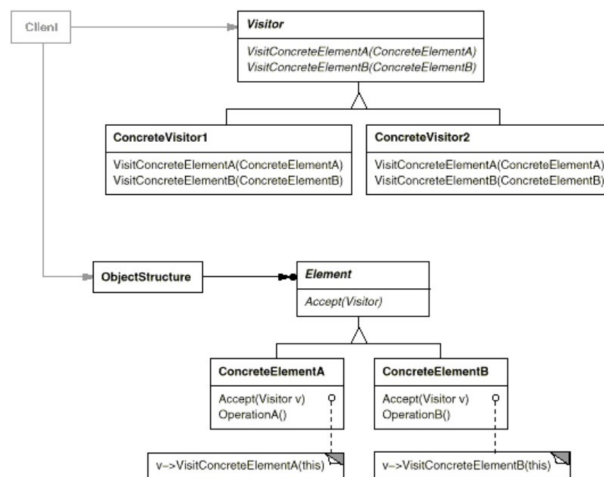 Client
Visitor
VisitConcreteElementA(ConcreteElementA)
VisitConcreteElementB(ConcreteElementB)
ConcreteVisitor1
VisitConcreteElementA(ConcreteElementA)
VisitConcreteElementB(ConcreteElementB)
ConcreteVisitor2
VisitConcreteElementA(ConcreteElementA)
VisitConcreteElementB(ConcreteElementB)
ObjectStructure
Element
Accept(Visitor)
ConcreteElementA
Accept(Visitor v)
OperationA()
ConcreteElementB
Accept(Visitor v)
OperationB()
v–>VisitConcreteElementA(this)
v–>VisitConcreteElementB(this)